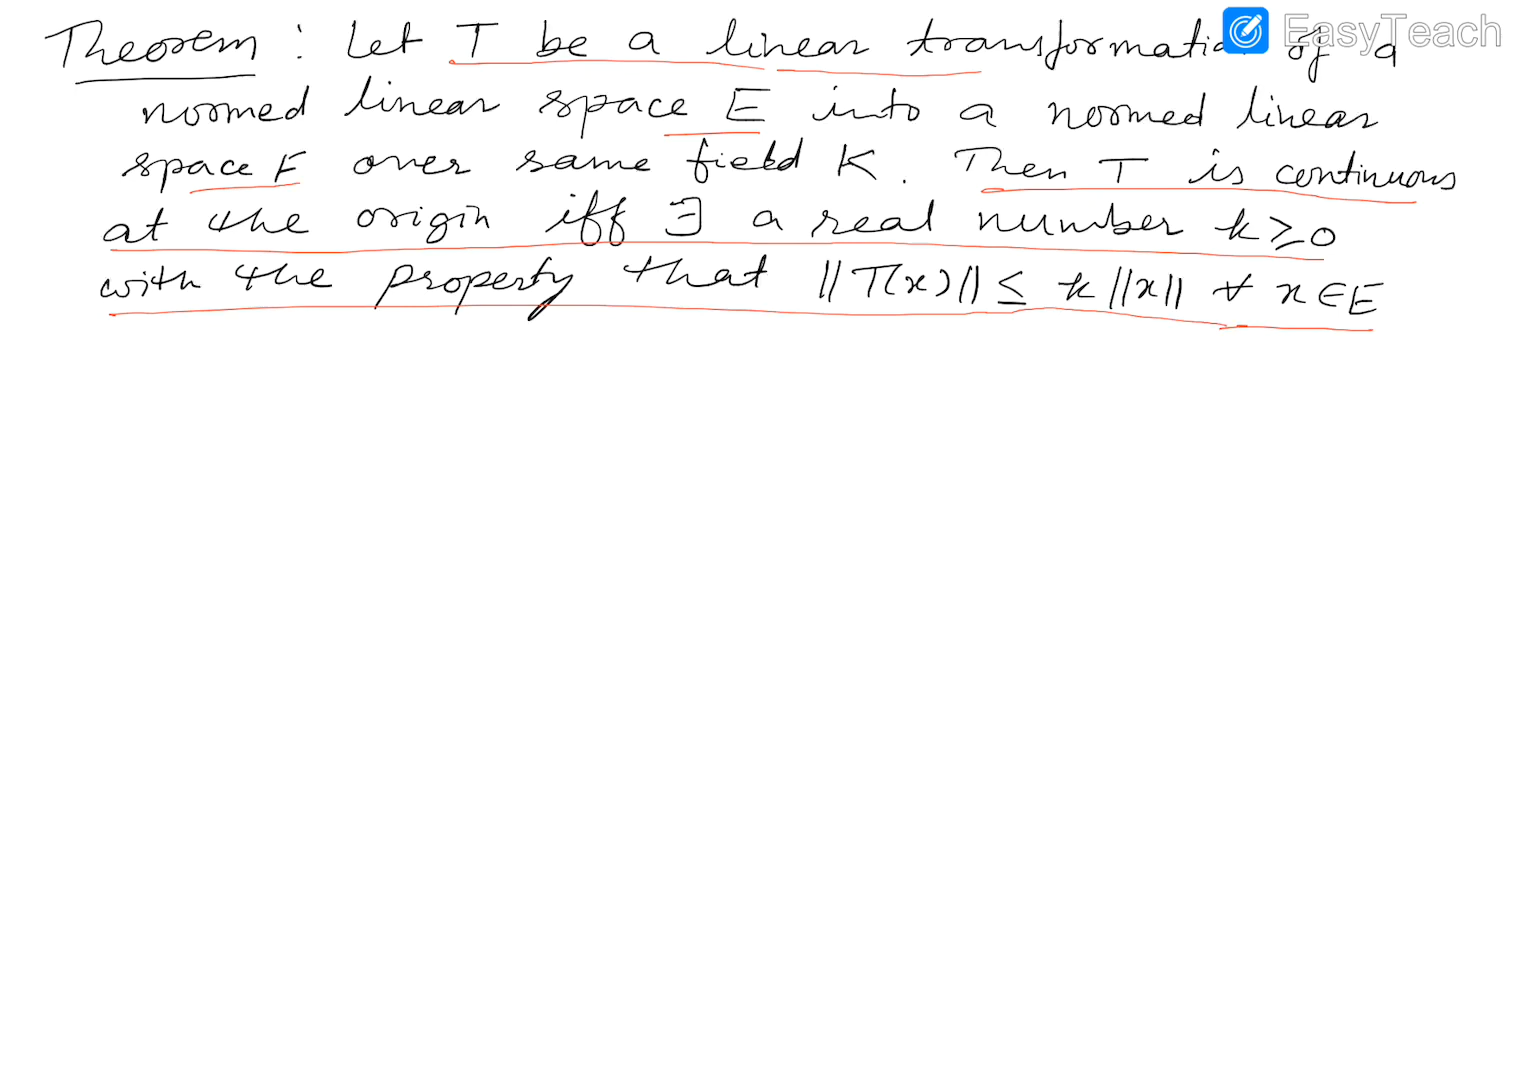 Theorem : Let T be a linear transformatio of a
EasyTeach
normed linear space E into a normed linear
space F over same field K. Then T is continuous
at the origin iff ∃ a real number k ≥ 0
with the property that ||T(x)|| ≤ k ||x|| ∀ x ∈ E